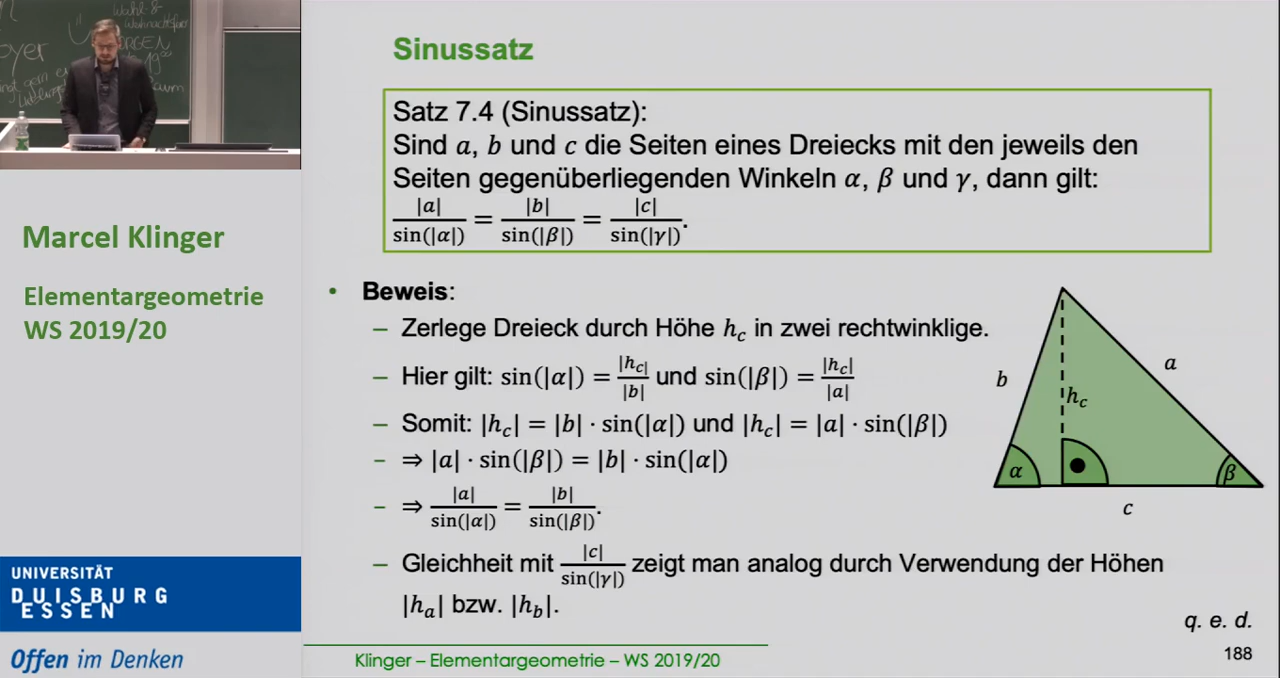 Wahl-&
ORGEN
oyer
Sinussatz
Satz 7.4 (Sinussatz):
Sind a, b und c die Seiten eines Dreiecks mit den jeweils den
Seiten gegenüberliegenden Winkeln α, β und γ, dann gilt:
|a|/sin(|α|) = |b|/sin(|β|) = |c|/sin(|γ|).
Marcel Klinger
Elementargeometrie
WS 2019/20
• Beweis:
– Zerlege Dreieck durch Höhe h_c in zwei rechtwinklige.
– Hier gilt: sin(|α|) = |h_c|/|b| und sin(|β|) = |h_c|/|a|
– Somit: |h_c| = |b| · sin(|α|) und |h_c| = |a| · sin(|β|)
– ⇒ |a| · sin(|β|) = |b| · sin(|α|)
– ⇒ |a|/sin(|α|) = |b|/sin(|β|).
– Gleichheit mit |c|/sin(|γ|) zeigt man analog durch Verwendung der Höhen
|h_a| bzw. |h_b|.
q. e. d.
b
a
h_c
α
β
c
UNIVERSITÄT
DUISBURG
ESSEN
Offen im Denken
Klinger – Elementargeometrie – WS 2019/20
188